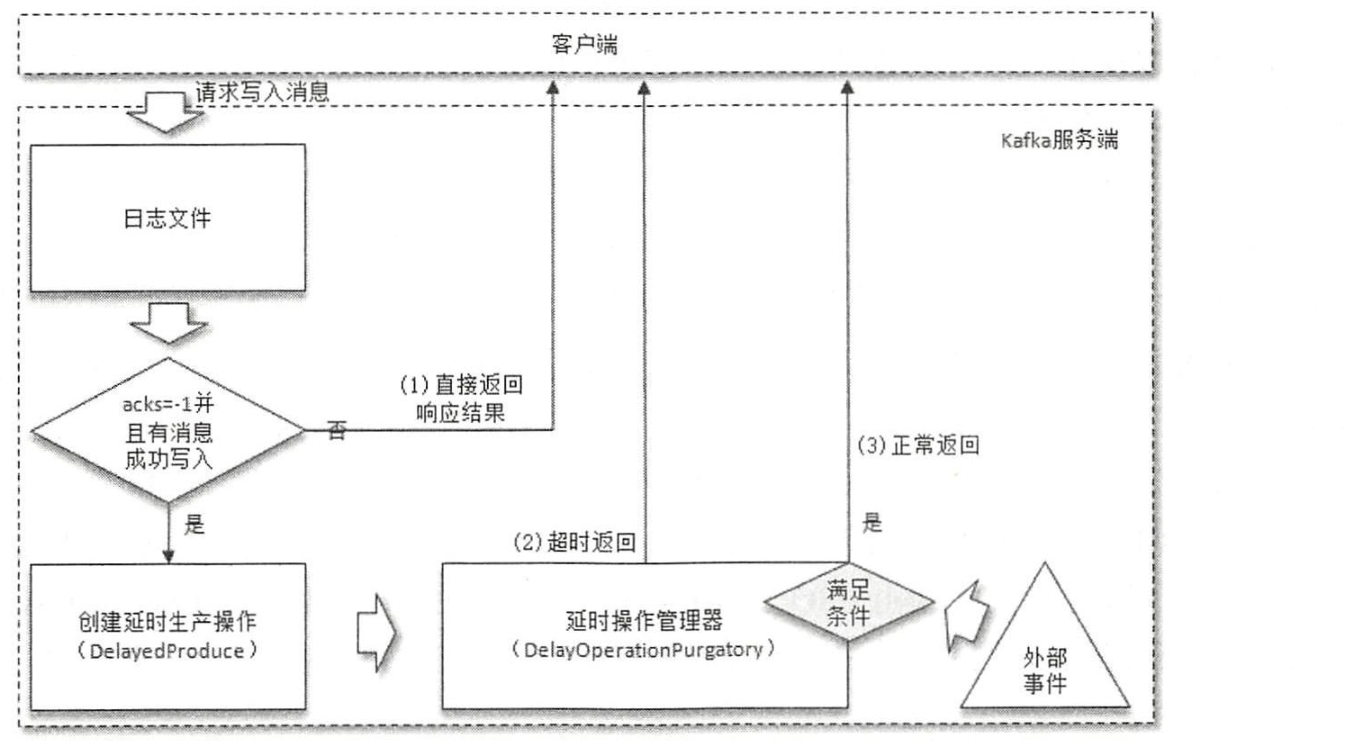 客户端
请求写入消息
Kafka服务端
日志文件
(1)直接返回
响应结果
acks=-1并
且有消息
成功写入
否
(3)正常返回
是
是
(2)超时返回
满足
条件
创建延时生产操作
（DelayedProduce）
延时操作管理器
（DelayOperationPurgatory）
外部
事件